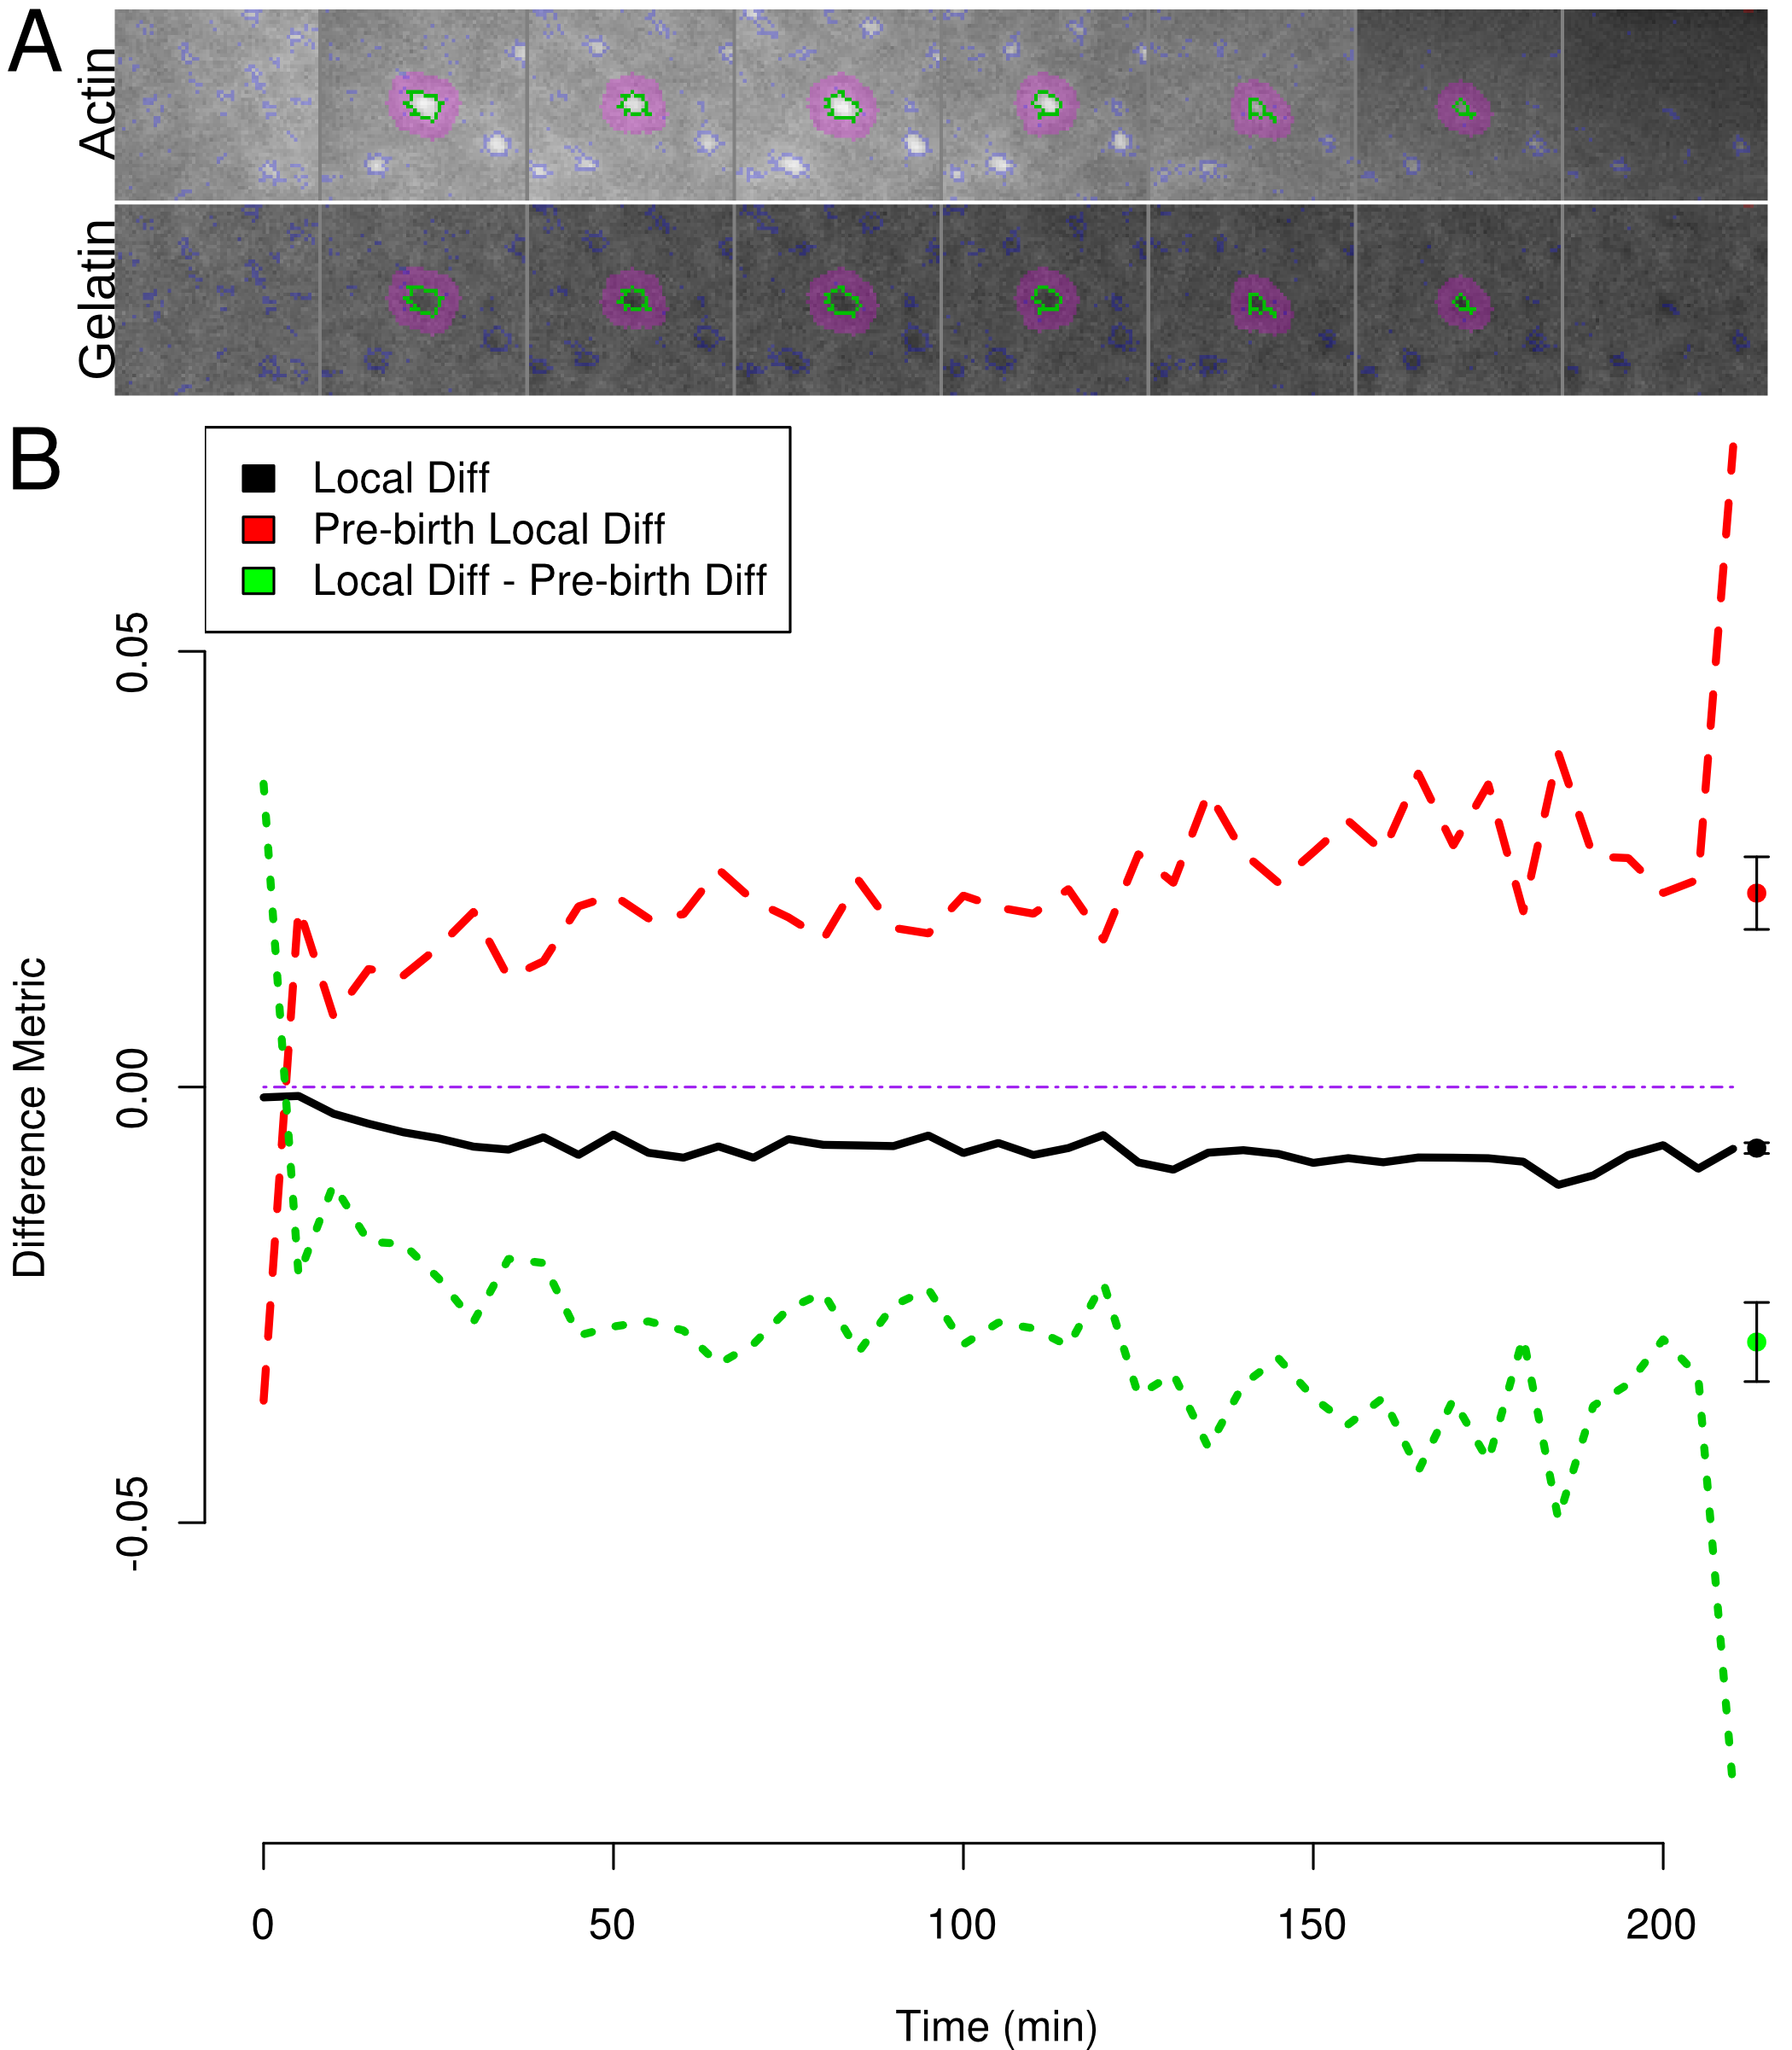 A
Actin
Gelatin
B
Local Diff
Pre-birth Local Diff
Local Diff - Pre-birth Diff
Difference Metric
0.05
0.00
-0.05
0 50 100 150 200
Time (min)